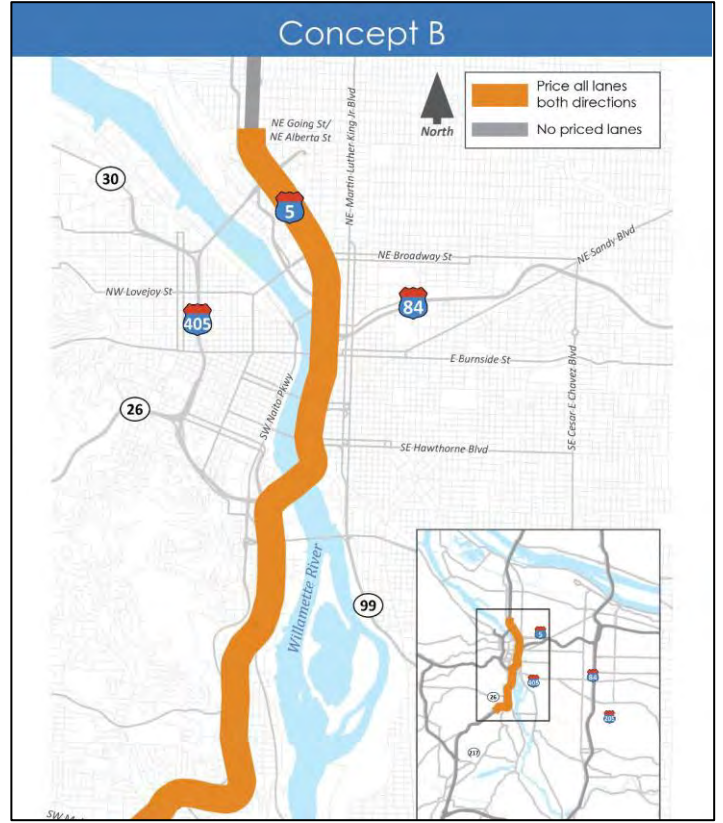 Concept B
Price all lanes
both directions
No priced lanes
North
NE Going St/
NE Alberta St
NE Martin Luther King Jr Blvd
30
5
NE Sandy Blvd
NE Broadway St
NW Lovejoy St
84
405
E Burnside St
26
SW Naito Pkwy
SE Cesar E Chavez Blvd
SE Hawthorne Blvd
Willamette River
99
5
84
405
26
205
217